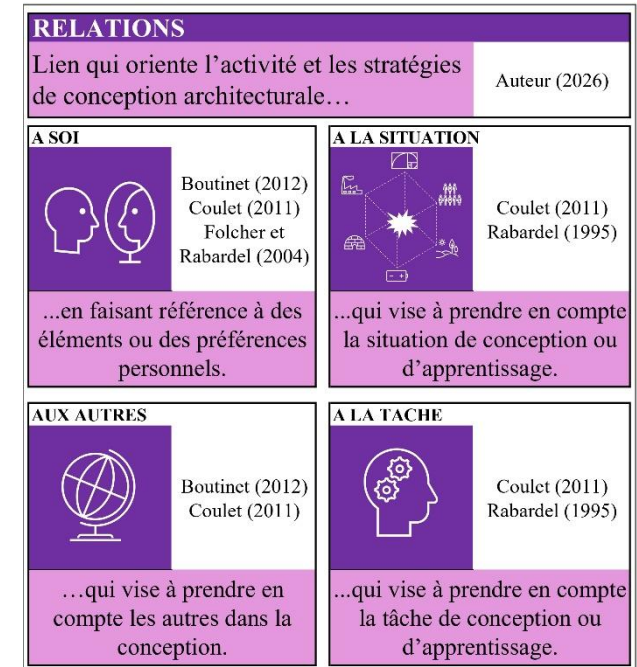 RELATIONS
Lien qui oriente l’activité et les stratégies
de conception architecturale…
Auteur (2026)
A SOI
Boutinet (2012)
Coulet (2011)
Folcher et
Rabardel (2004)
...en faisant référence à des
éléments ou des préférences
personnels.
A LA SITUATION
Coulet (2011)
Rabardel (1995)
...qui vise à prendre en compte
la situation de conception ou
d’apprentissage.
AUX AUTRES
Boutinet (2012)
Coulet (2011)
…qui vise à prendre en
compte les autres dans la
conception.
A LA TACHE
Coulet (2011)
Rabardel (1995)
...qui vise à prendre en compte
la tâche de conception ou
d’apprentissage.